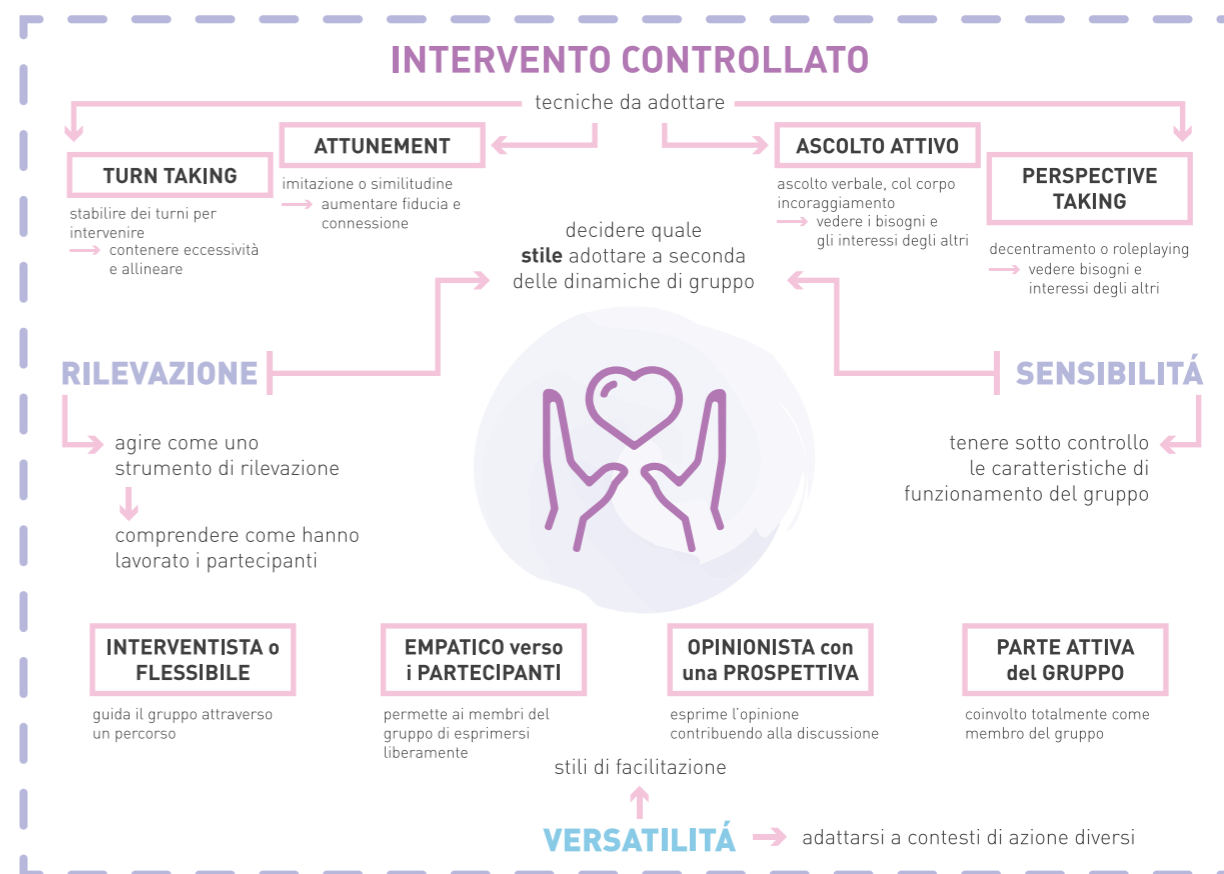 INTERVENTO CONTROLLATO
tecniche da adottare
TURN TAKING
stabilire dei turni per
intervenire
contenere eccessività
e allineare
ATTUNEMENT
imitazione o similitudine
aumentare fiducia e
connessione
ASCOLTO ATTIVO
ascolto verbale, col corpo
incoraggiamento
vedere i bisogni e
gli interessi degli altri
PERSPECTIVE
TAKING
decentramento o roleplaying
vedere bisogni e
interessi degli altri
decidere quale
stile adottare a seconda
delle dinamiche di gruppo
RILEVAZIONE
agire come uno
strumento di rilevazione
comprendere come hanno
lavorato i partecipanti
SENSIBILITÁ
tenere sotto controllo
le caratteristiche di
funzionamento del gruppo
INTERVENTISTA o
FLESSIBILE
guida il gruppo attraverso
un percorso
EMPATICO verso
i PARTECIPANTI
permette ai membri del
gruppo di esprimersi
liberamente
OPINIONISTA con
una PROSPETTIVA
esprime l'opinione
contribuendo alla discussione
PARTE ATTIVA
del GRUPPO
coinvolto totalmente come
membro del gruppo
stili di facilitazione
VERSATILITÁ
adattarsi a contesti di azione diversi